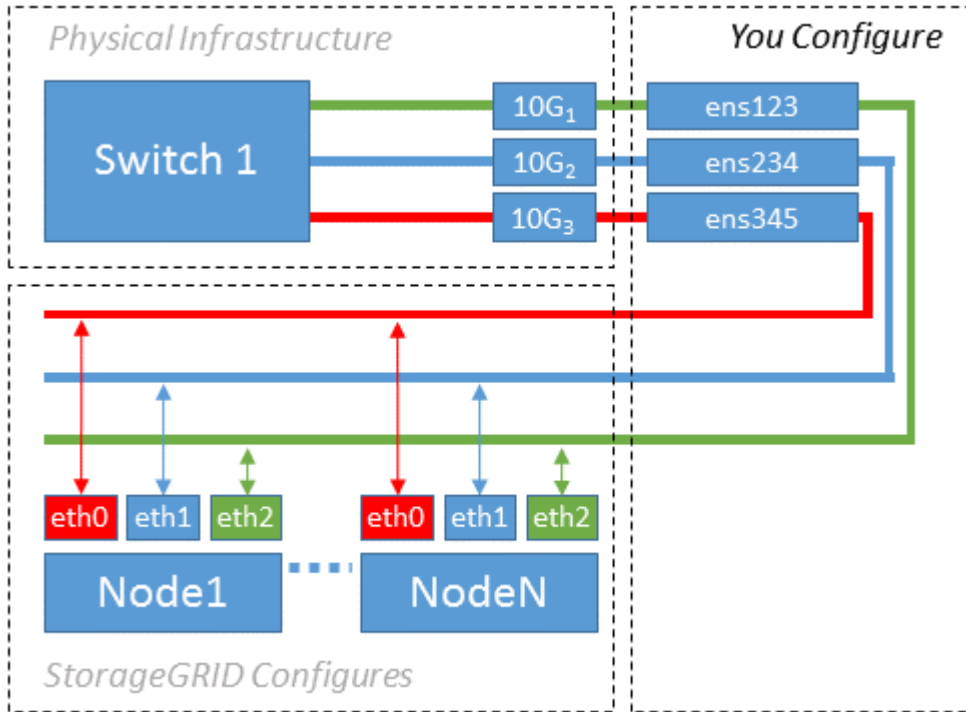 Physical Infrastructure
You Configure
Switch 1
10G₁
ens123
10G₂
ens234
10G₃
ens345
eth0 eth1 eth2
eth0 eth1 eth2
Node1
NodeN
StorageGRID Configures